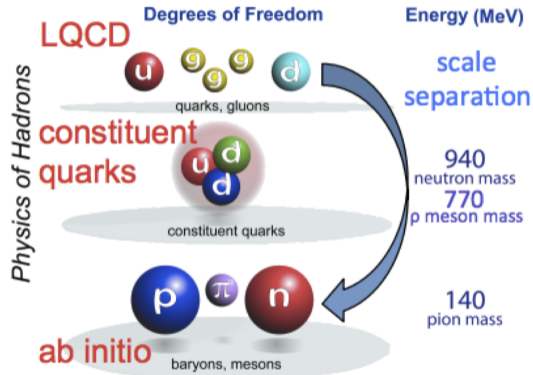 Degrees of Freedom
Energy (MeV)
LQCD
u g g g d
quarks, gluons
scale
separation
Physics of Hadrons
constituent
quarks
u d d
constituent quarks
940
neutron mass
770
ρ meson mass
p π n
140
pion mass
ab initio
baryons, mesons